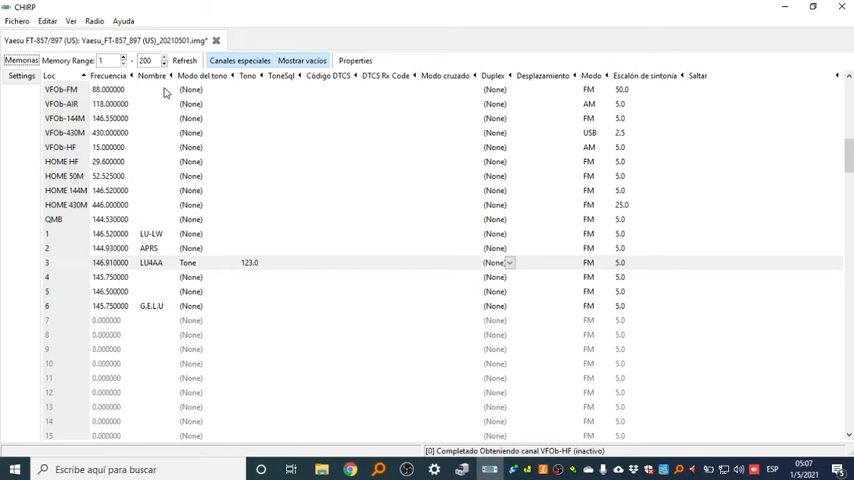 CHIRP
Fichero Editar Ver Radio Ayuda
Yaesu FT-857/897 (US): Yaesu_FT-857_897 (US)_20210501.img*
Memorias Memory Range: 1 - 200 Refresh Canales especiales Mostrar vacíos Properties
Settings Loc Frecuencia Nombre Modo del tono Tono ToneSql Código DTCS DTCS Rx Code Modo cruzado Duplex Desplazamiento Modo Escalón de sintonía Saltar
VFOb-FM 88.000000 (None) (None) FM 50.0
VFOb-AIR 118.000000 (None) (None) AM 5.0
VFOb-144M 146.550000 (None) (None) FM 5.0
VFOb-430M 430.000000 (None) (None) USB 2.5
VFOb-HF 15.000000 (None) (None) AM 5.0
HOME HF 29.600000 (None) (None) FM 5.0
HOME 50M 52.525000 (None) (None) FM 5.0
HOME 144M 146.520000 (None) (None) FM 5.0
HOME 430M 446.000000 (None) (None) FM 25.0
QMB 144.530000 (None) (None) FM 5.0
1 146.520000 LU-LW (None) (None) FM 5.0
2 144.930000 APRS (None) (None) FM 5.0
3 146.910000 LU4AA Tone 123.0 (None) FM 5.0
4 145.750000 (None) (None) FM 5.0
5 146.500000 (None) (None) FM 5.0
6 145.750000 G.E.L.U (None) (None) FM 5.0
7 0.000000 (None) (None) FM 5.0
8 0.000000 (None) (None) FM 5.0
9 0.000000 (None) (None) FM 5.0
10 0.000000 (None) (None) FM 5.0
11 0.000000 (None) (None) FM 5.0
12 0.000000 (None) (None) FM 5.0
13 0.000000 (None) (None) FM 5.0
14 0.000000 (None) (None) FM 5.0
15 0.000000 (None) (None) FM 5.0
[0] Completado Obteniendo canal VFOb-HF (inactivo)
Escribe aquí para buscar ESP 05:07
1/5/2021